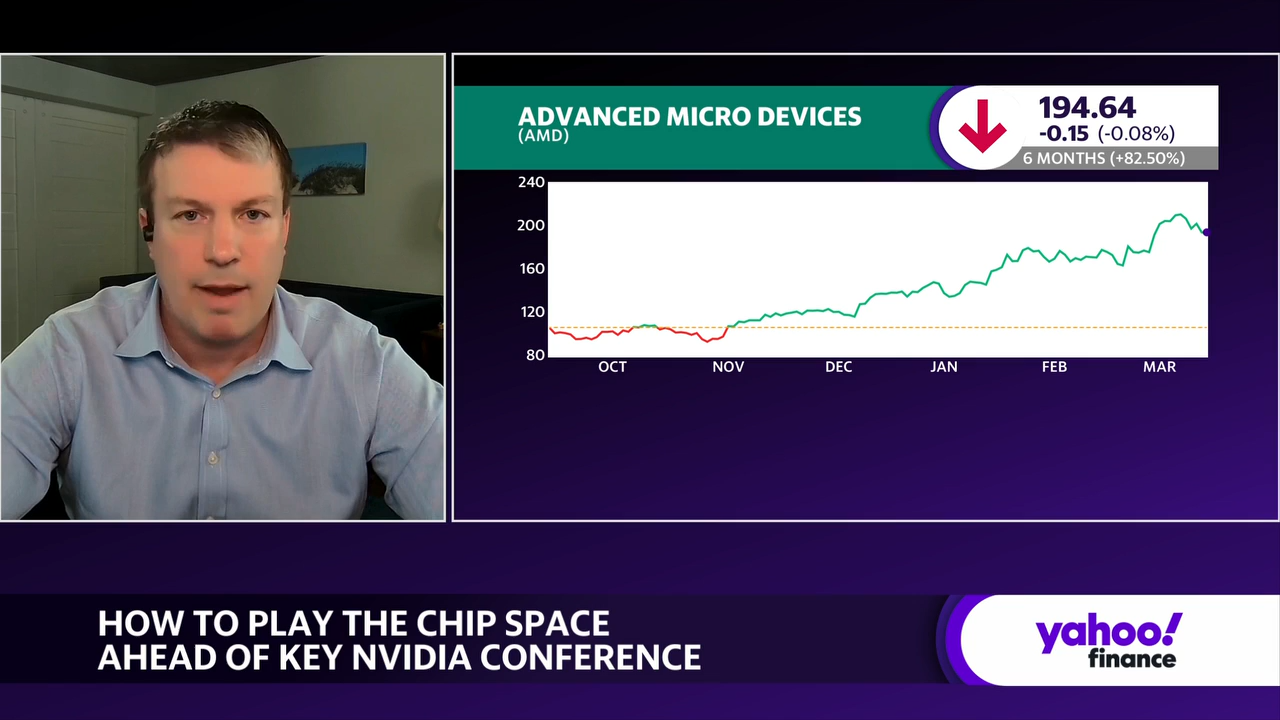 ADVANCED MICRO DEVICES
(AMD)
194.64
-0.15 (-0.08%)
6 MONTHS (+82.50%)
240
200
160
120
80
OCT NOV DEC JAN FEB MAR
HOW TO PLAY THE CHIP SPACE
AHEAD OF KEY NVIDIA CONFERENCE
yahoo!
finance